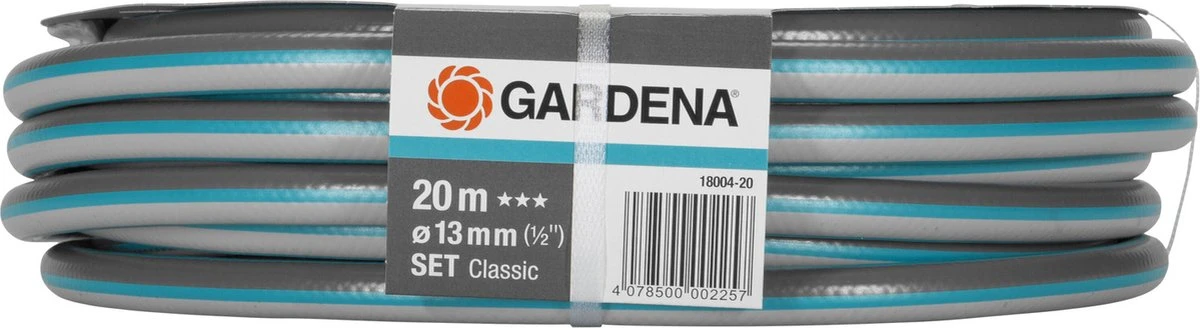 GARDENA®
18004-20
20 m ★★★
ø 13 mm (½")
SET Classic
4 078500 002257